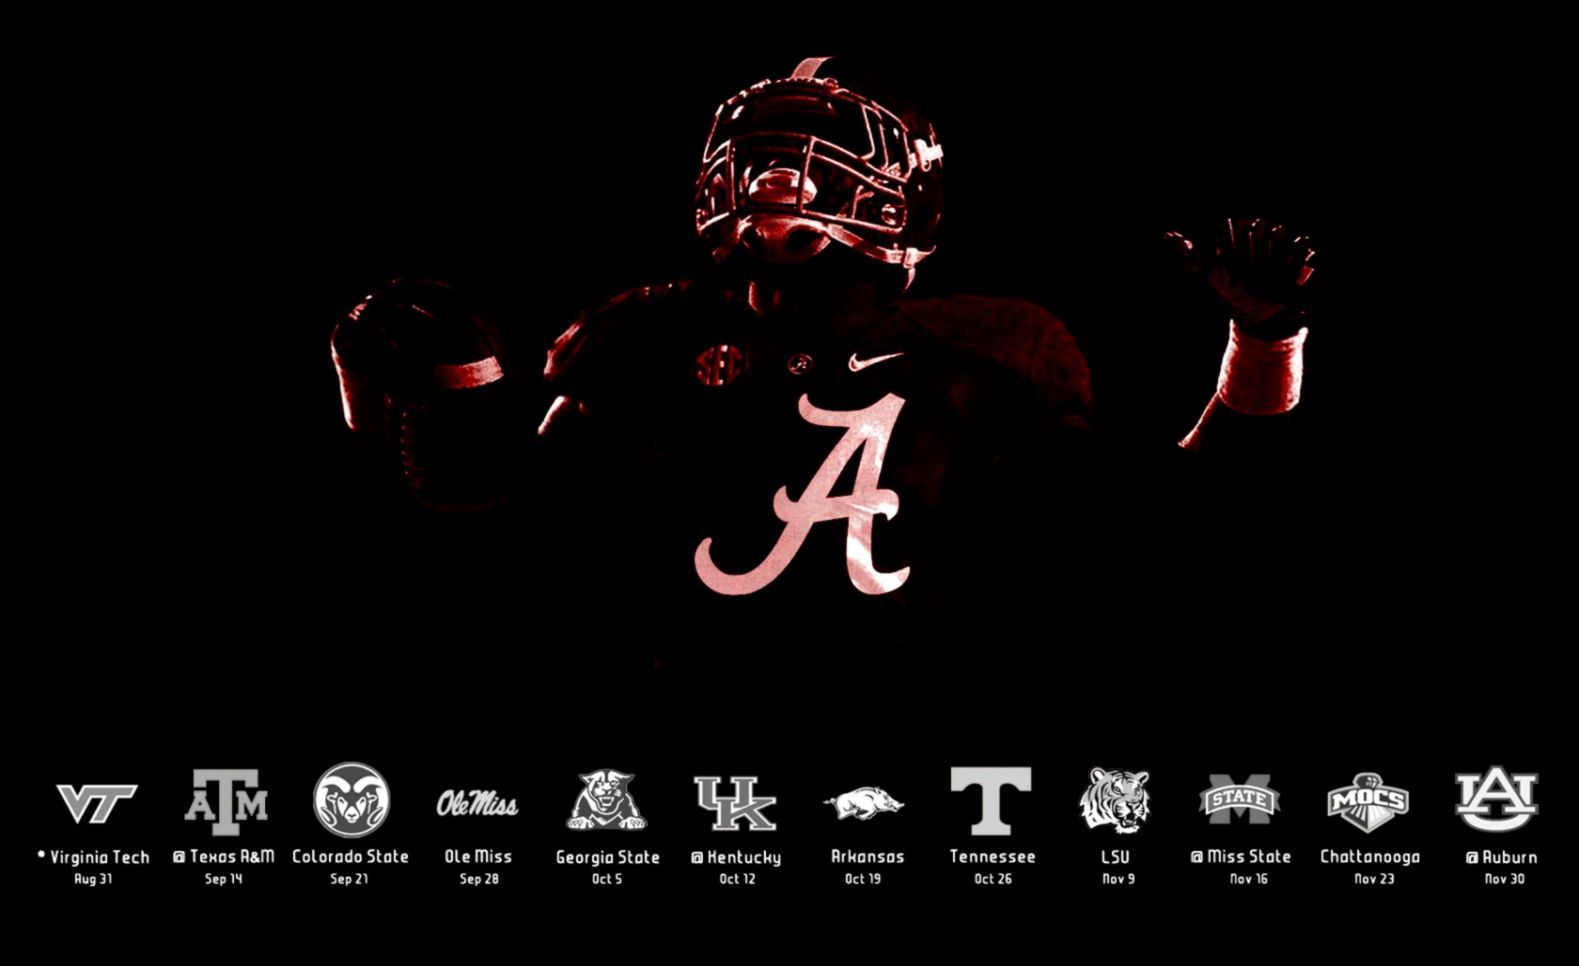 SEC
A
VT
ATM
Ole Miss
UK
T
M
STATE
MOCS
AU
* Virginia Tech
Aug 31
@ Texas A&M
Sep 14
Colorado State
Sep 21
Ole Miss
Sep 28
Georgia State
Oct 5
@ Kentucky
Oct 12
Arkansas
Oct 19
Tennessee
Oct 26
LSU
Nov 9
@ Miss State
Nov 16
Chattanooga
Nov 23
@ Auburn
Nov 30